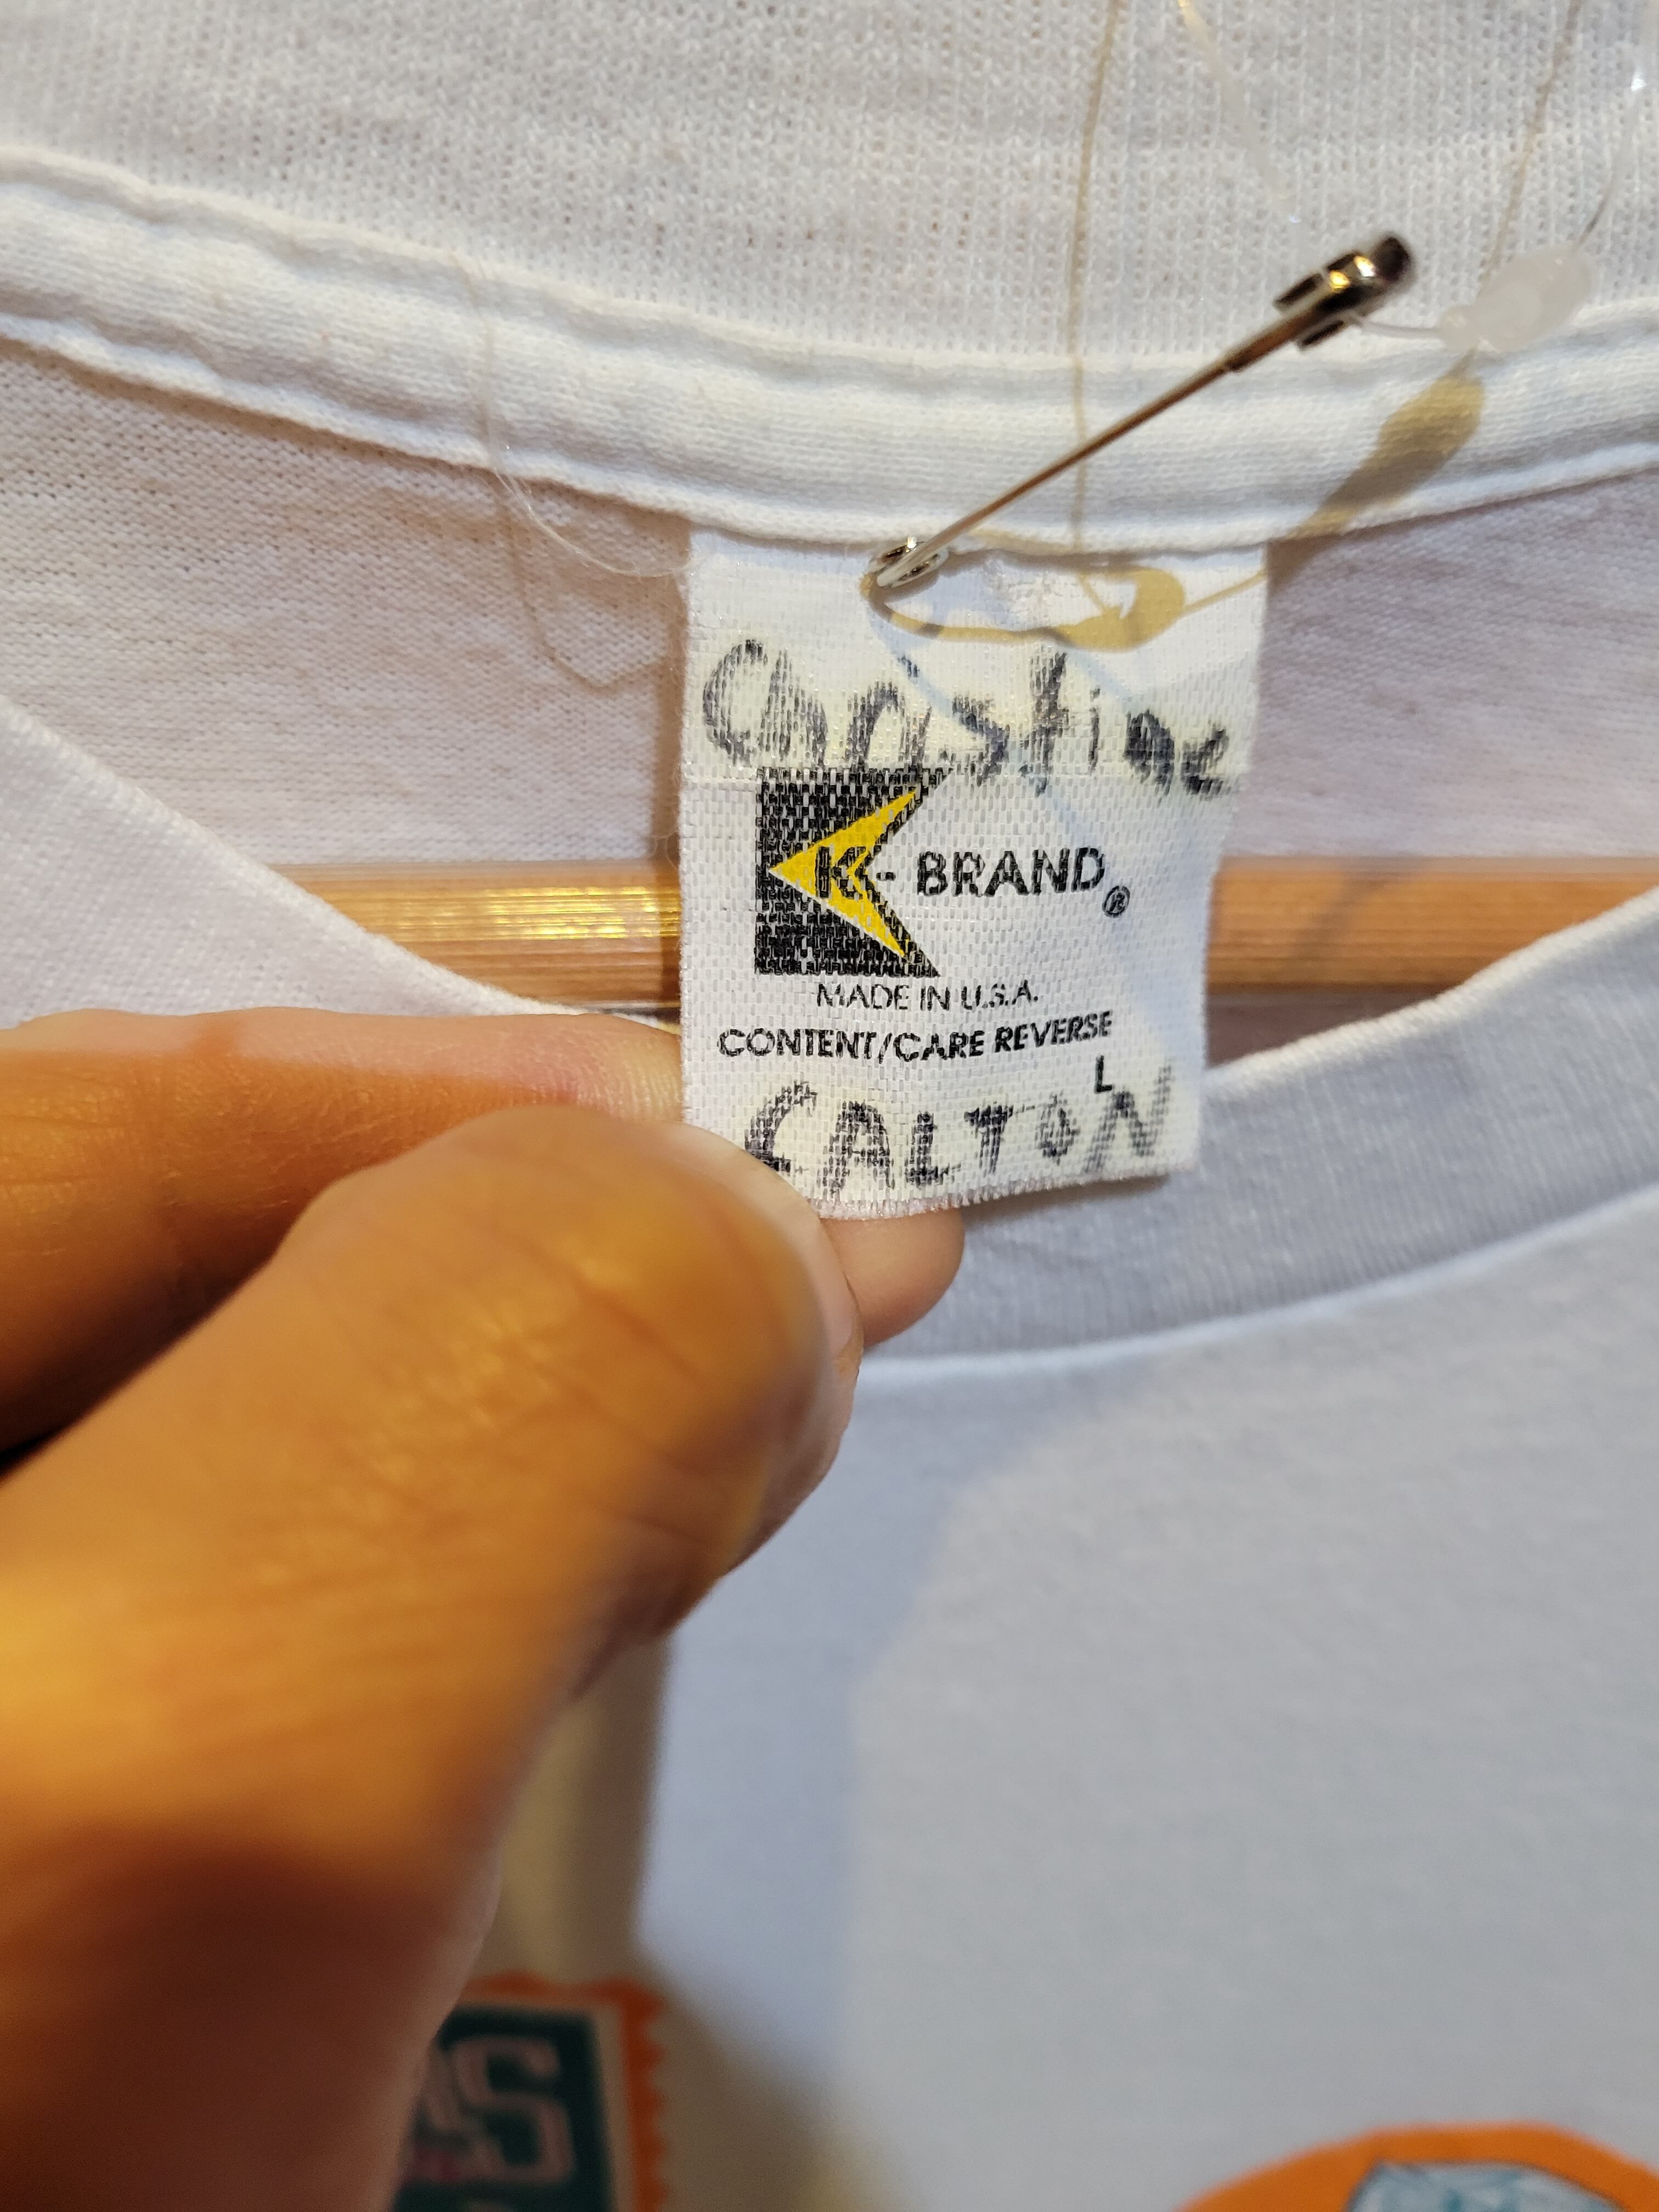 Christine
K-BRAND®
MADE IN U.S.A.
CONTENT/CARE REVERSE
L
CALTON